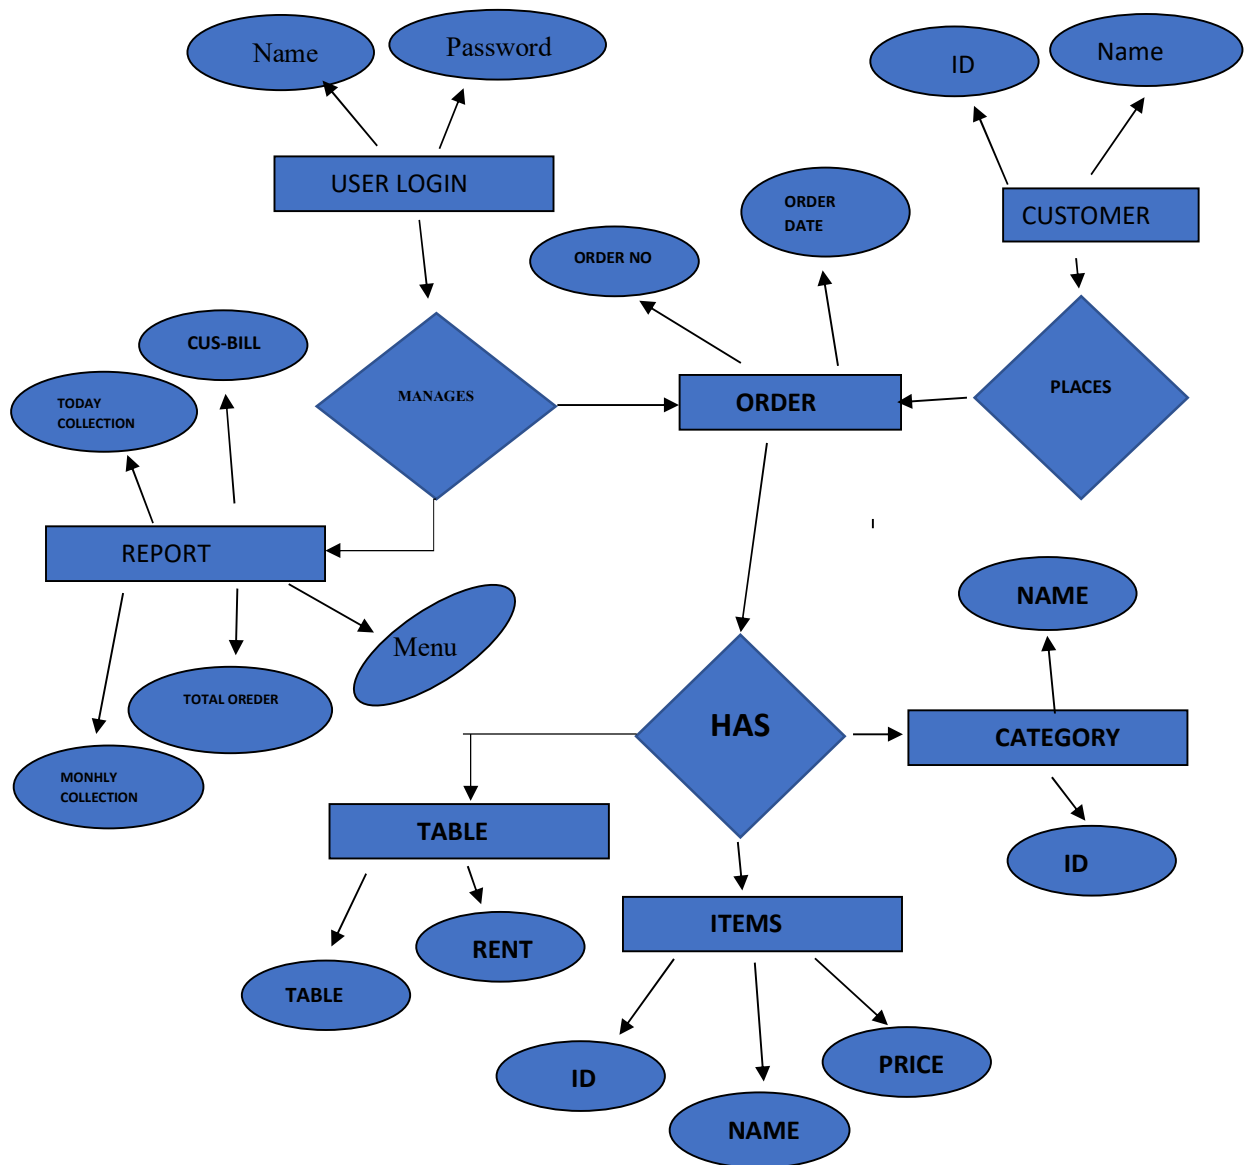 Name
Password
ID
Name
USER LOGIN
ORDER
DATE
CUSTOMER
ORDER NO
CUS-BILL
TODAY
COLLECTION
MANAGES
ORDER
PLACES
REPORT
NAME
Menu
TOTAL OREDER
HAS
CATEGORY
MONHLY
COLLECTION
TABLE
ID
ITEMS
RENT
TABLE
ID
PRICE
NAME